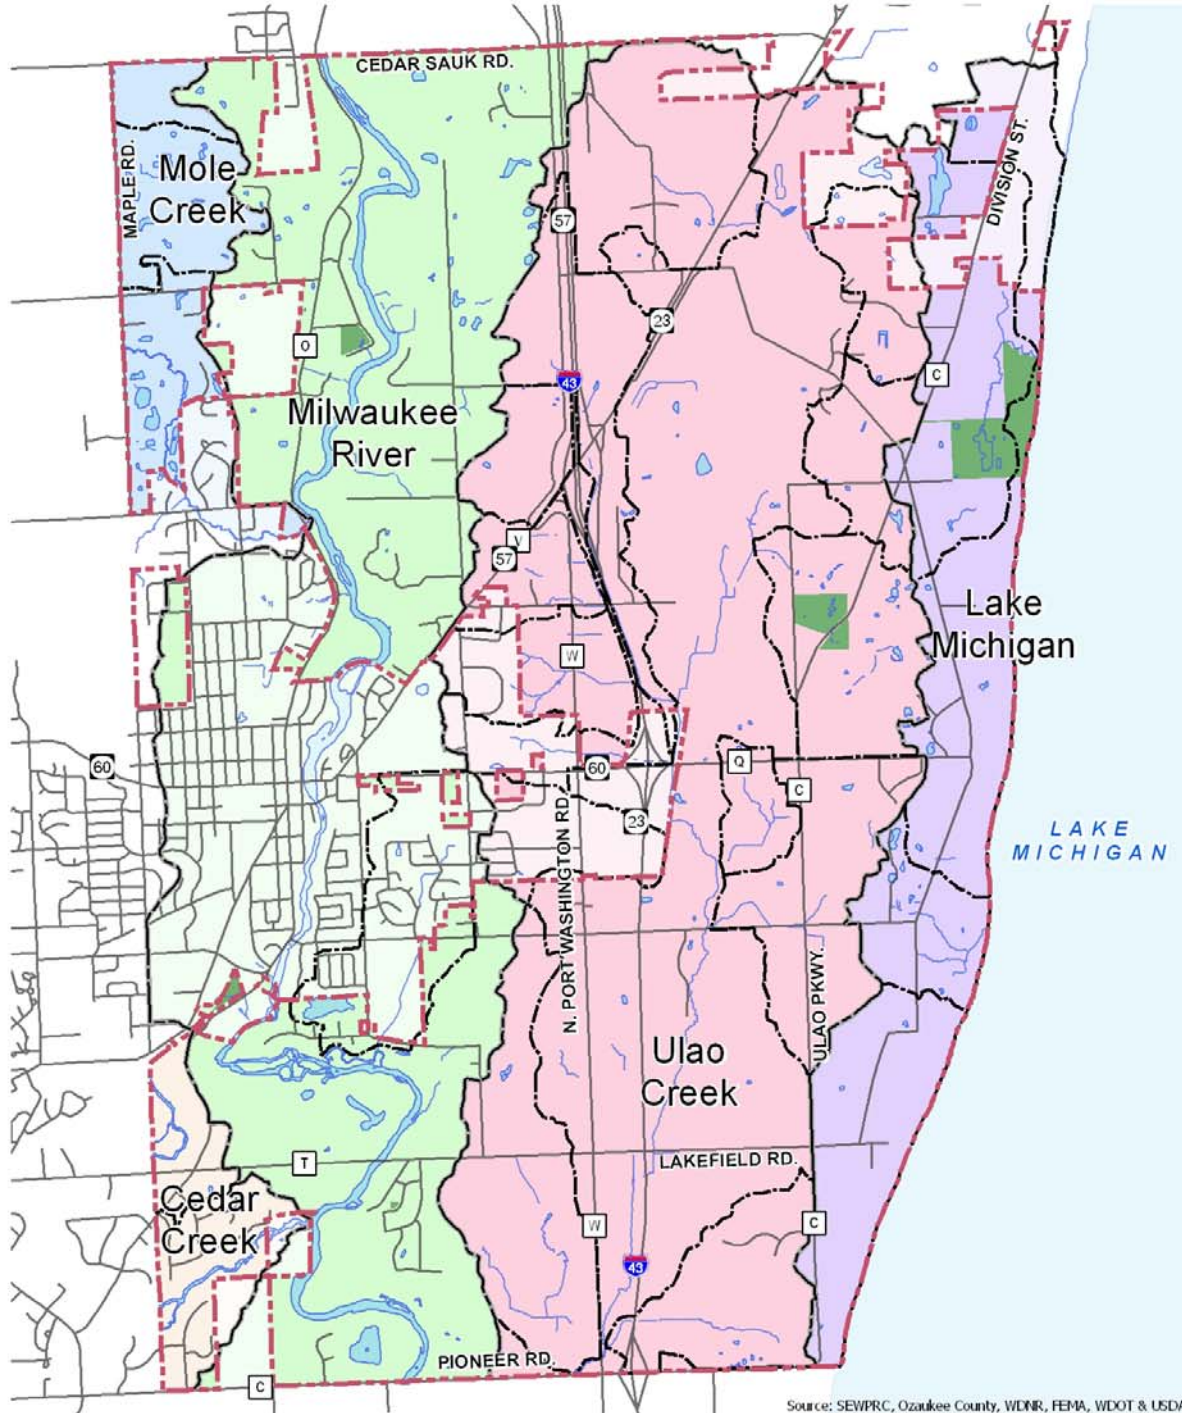 CEDAR SAUK RD.
MAPLE RD.
Mole
Creek
DIVISION ST.
57
23
O
43
C
Milwaukee
River
V
57
Lake
Michigan
W
60
60
Q
C
23
LAKE
MICHIGAN
N. PORT WASHINGTON RD.
ULAO PKWY.
Ulao
Creek
T
LAKEFIELD RD.
Cedar
Creek
W
C
43
PIONEER RD.
C
Source: SEWPRC, Ozaukee County, WDNR, FEMA, WDOT & USDA